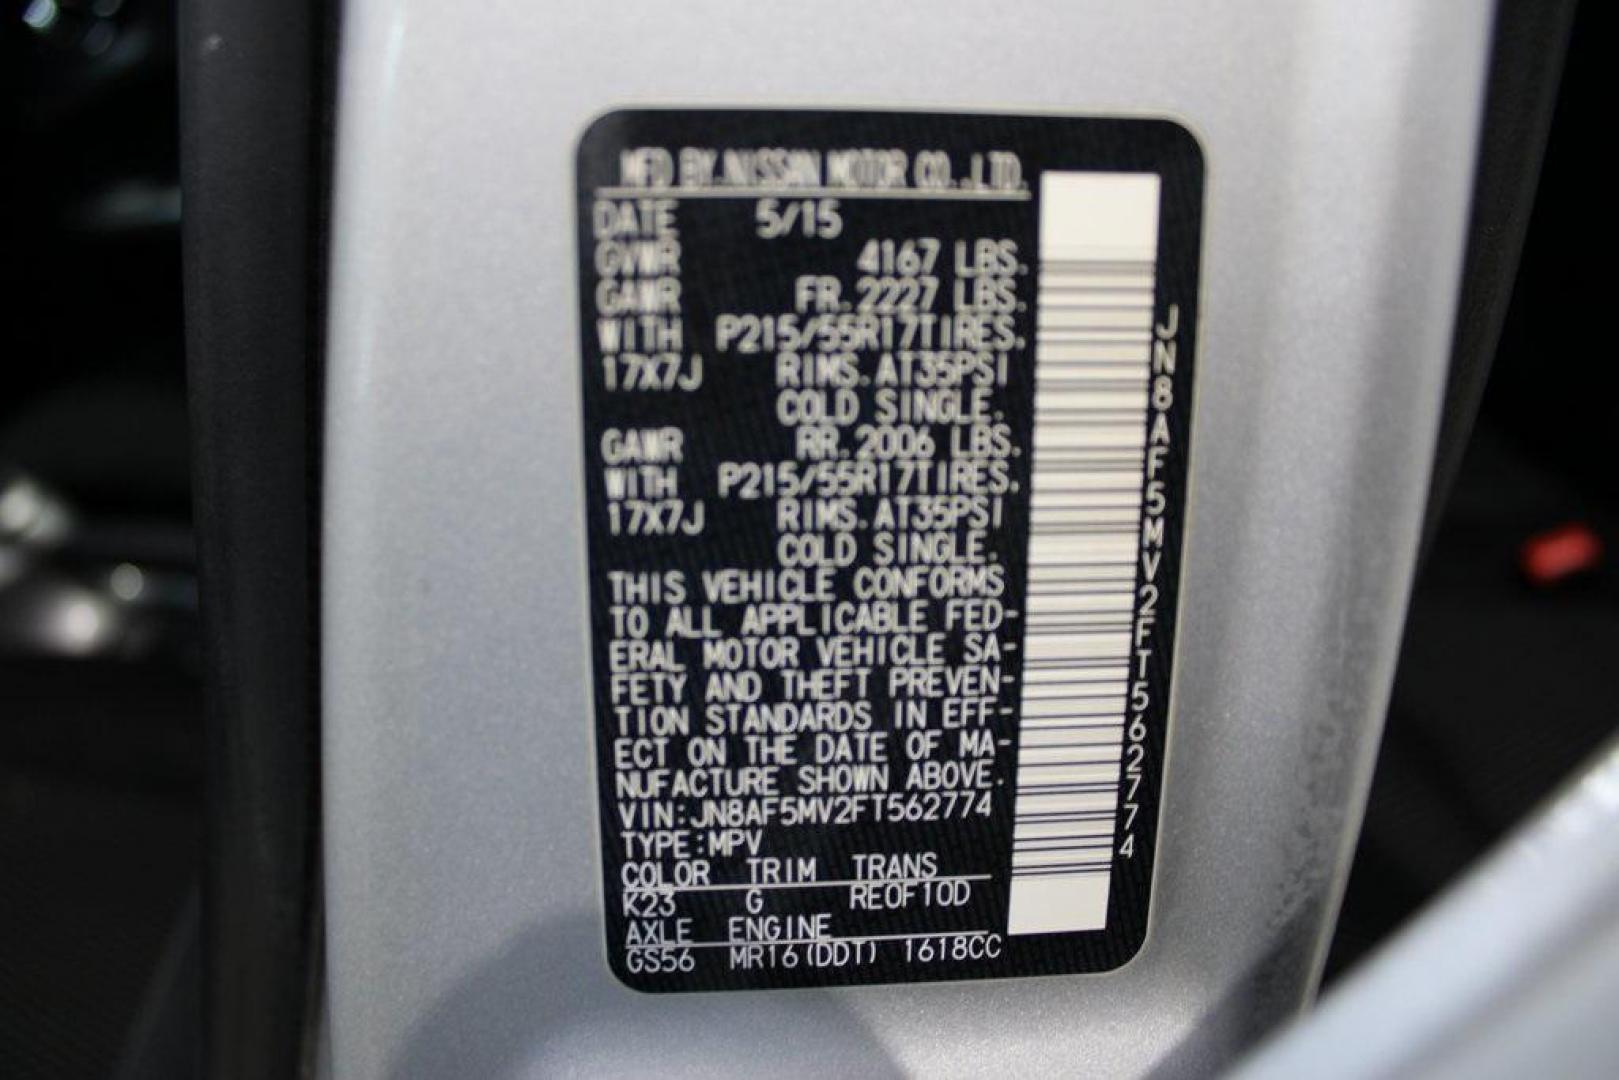 MFD BY.NISSAN MOTOR CO.,LTD.
DATE 5/15
GVWR 4167 LBS.
GAWR FR.2227 LBS.
WITH P215/55R17TIRES.
17X7J RIMS.AT35PSI
COLD SINGLE.
GAWR RR.2006 LBS.
WITH P215/55R17TIRES.
17X7J RIMS.AT35PSI
COLD SINGLE.
THIS VEHICLE CONFORMS
TO ALL APPLICABLE FED-
ERAL MOTOR VEHICLE SA-
FETY AND THEFT PREVEN-
TION STANDARDS IN EFF-
ECT ON THE DATE OF MA-
NUFACTURE SHOWN ABOVE.
VIN:JN8AF5MV2FT562774
TYPE:MPV
COLOR TRIM TRANS
K23 G RE0F10D
AXLE ENGINE
GS56 MR16(DDT) 1618CC
JN8AF5MV2FT562774